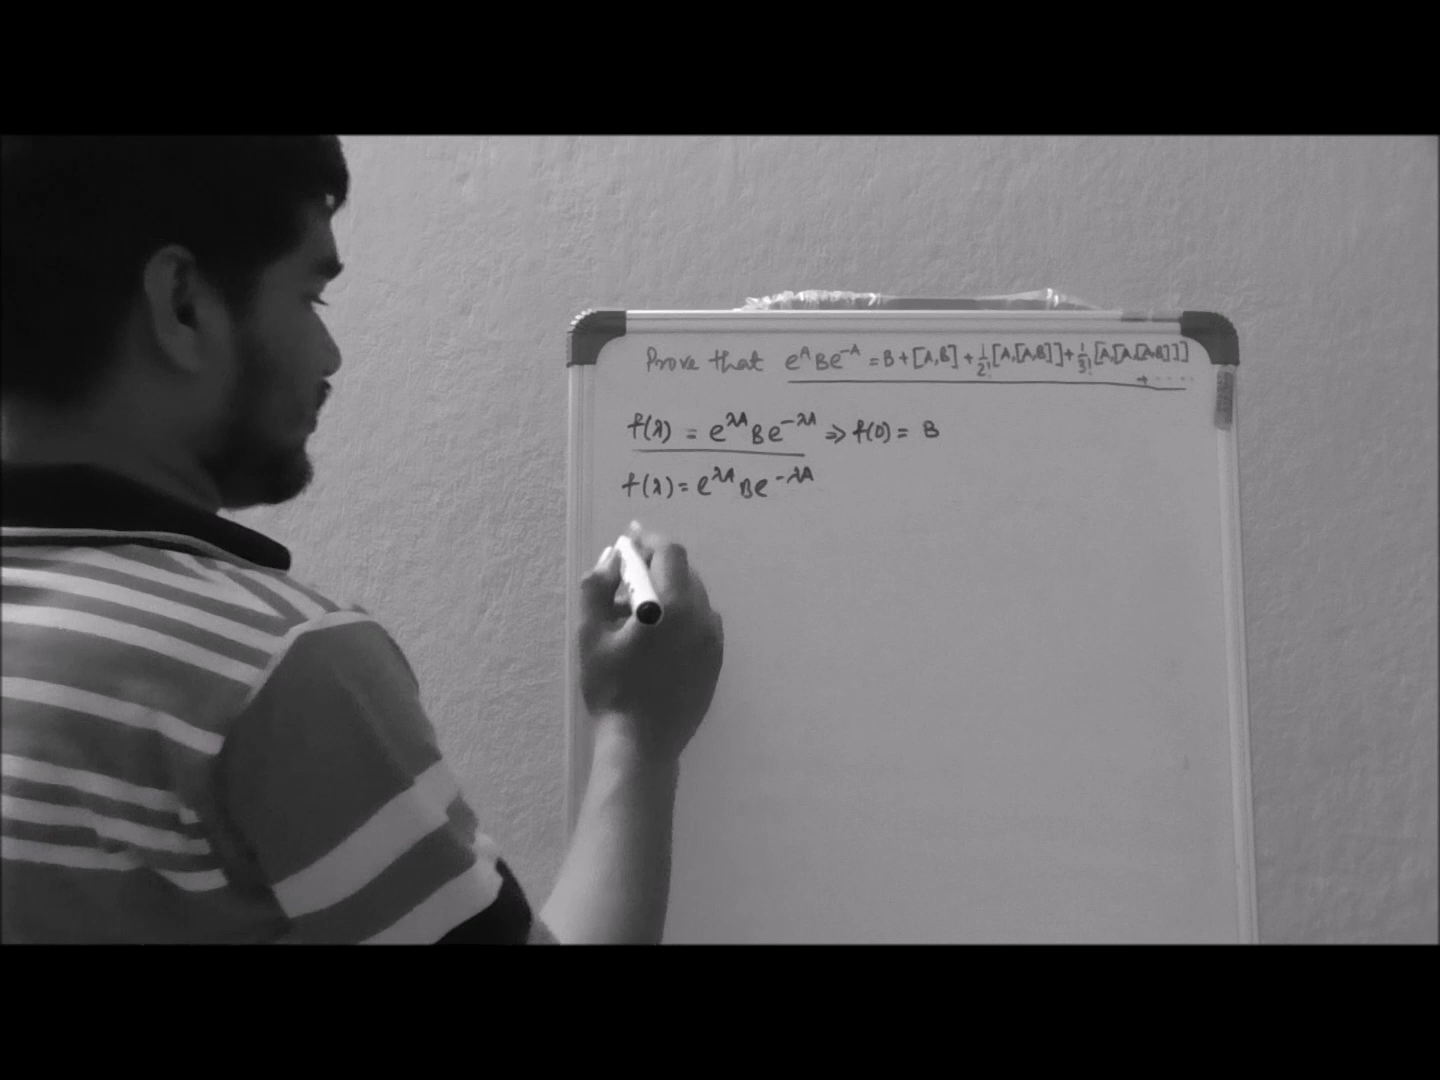 Prove that e^A B e^-A = B + [A,B] + 1/2! [A,[A,B]] + 1/3! [A,[A,[A,B]]]
+ ....
f(λ) = e^λA B e^-λA ⇒ f(0) = B
f(λ) = e^λA B e^-λA